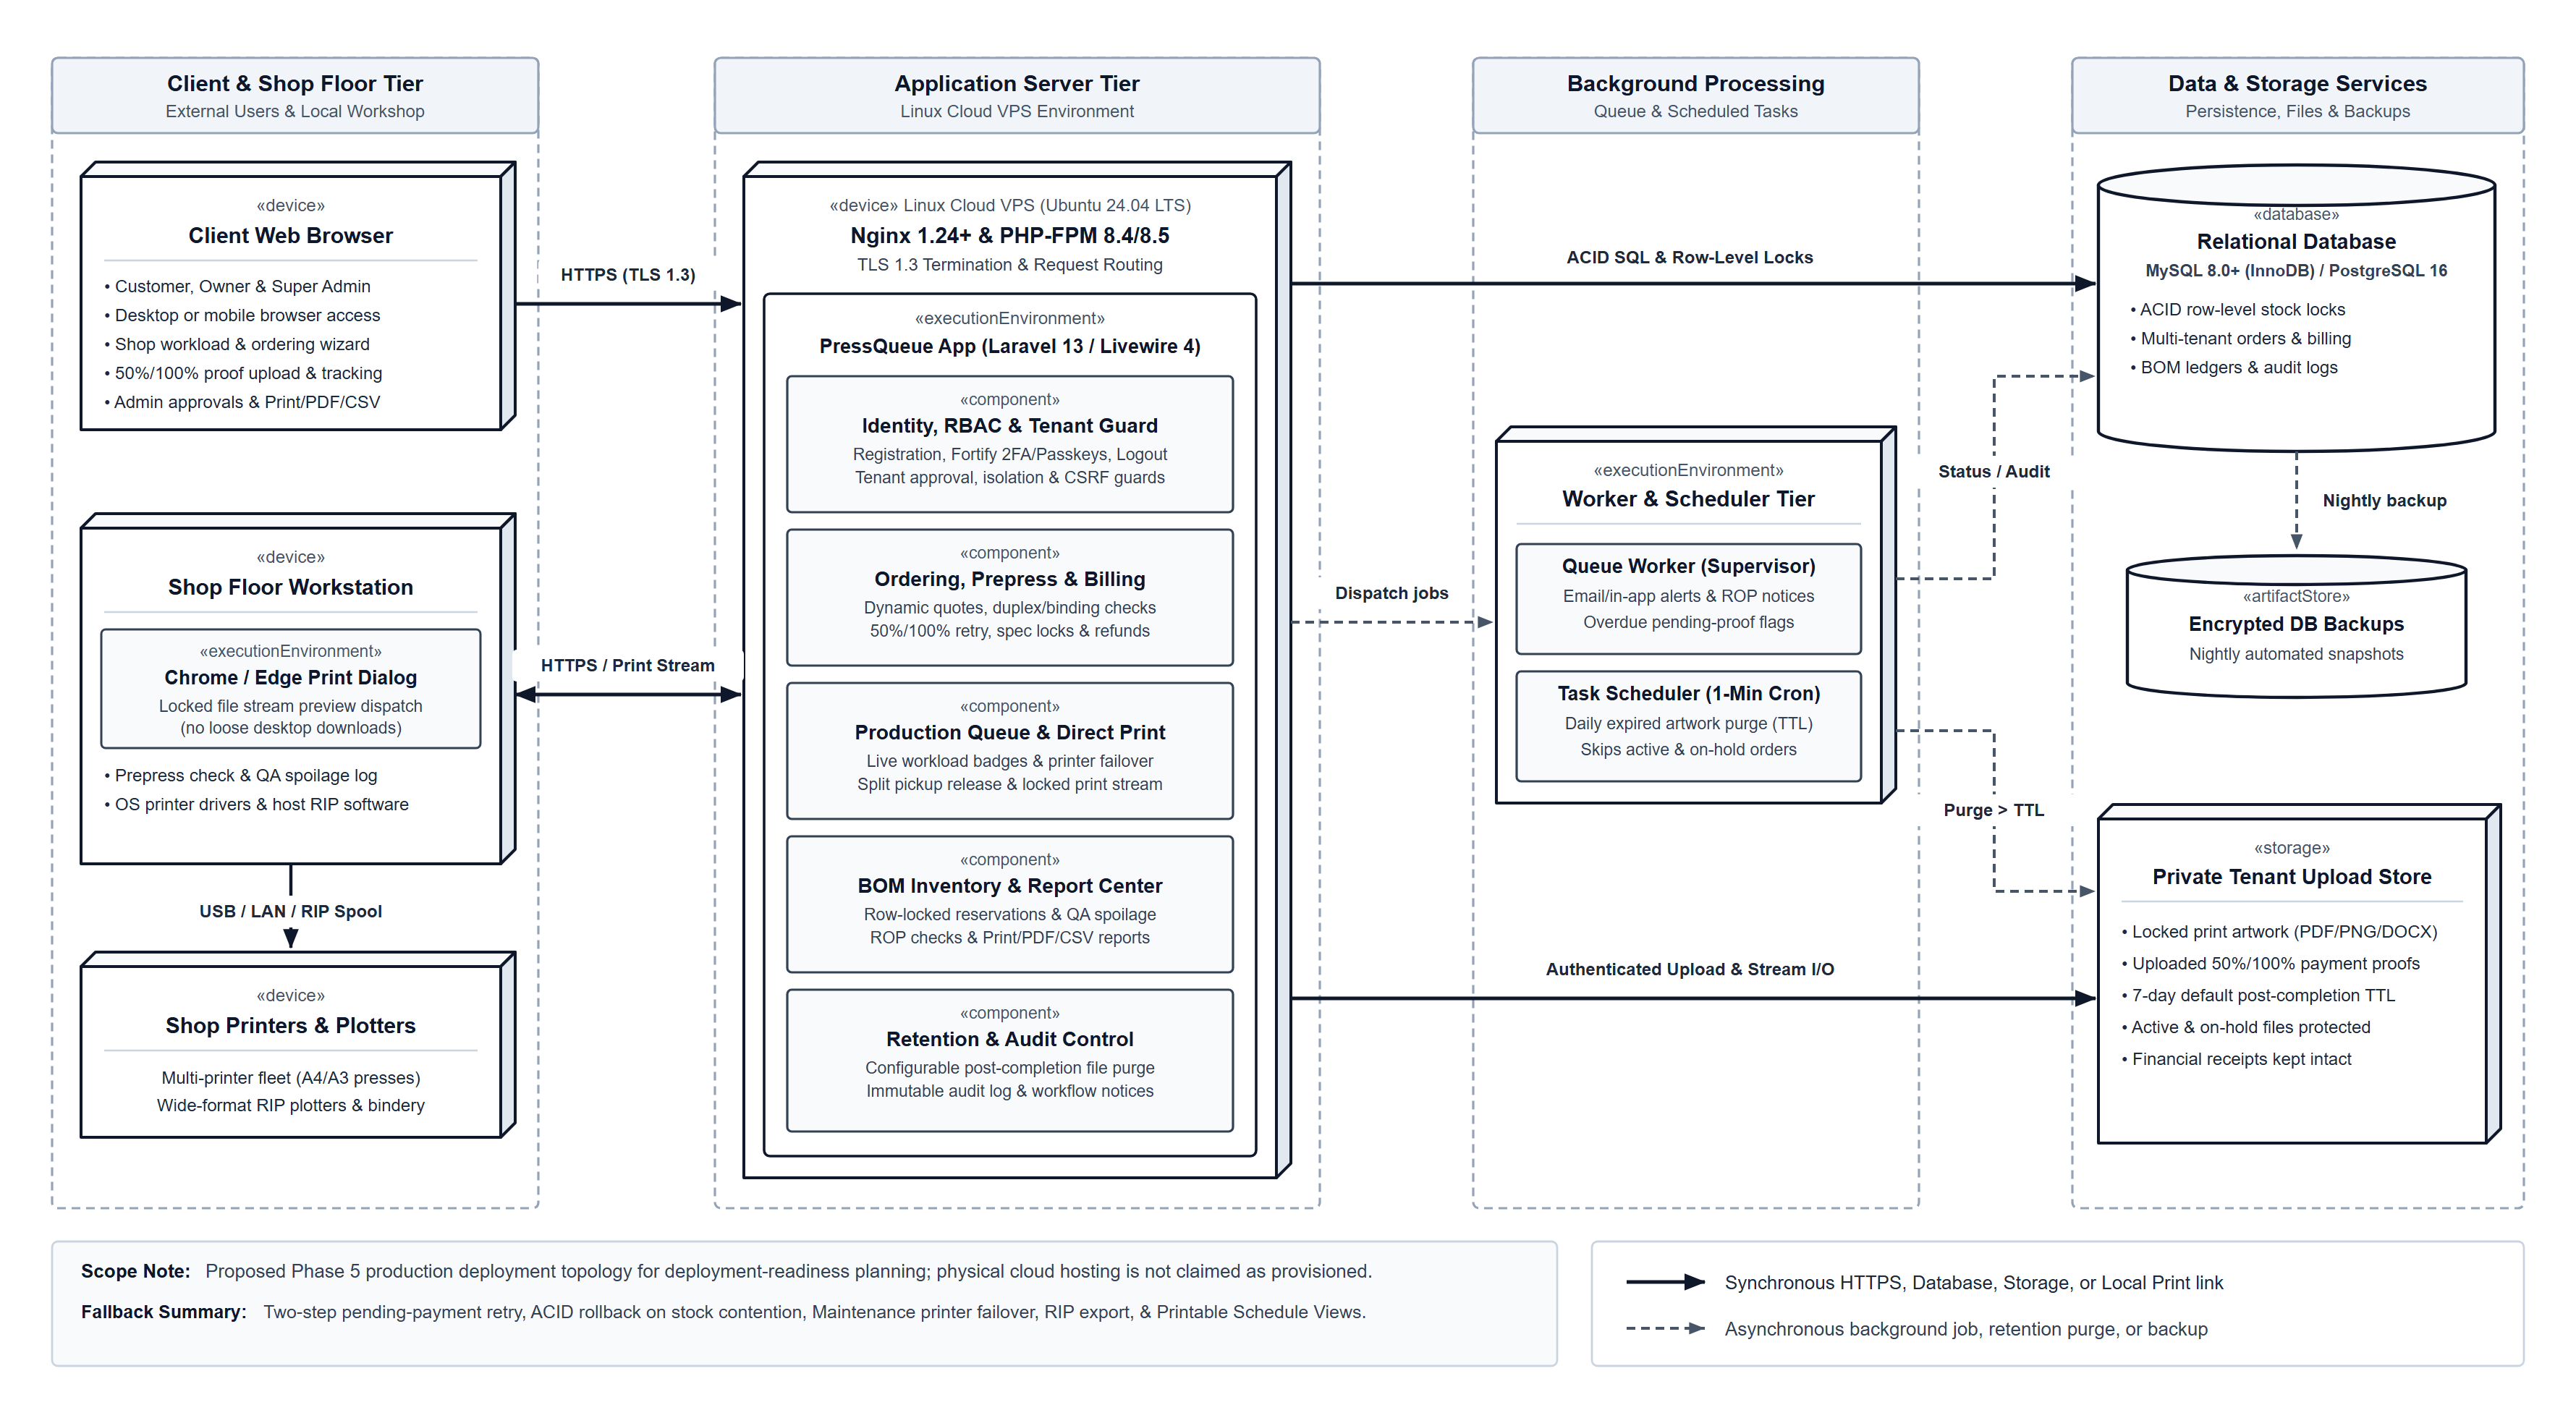 Client & Shop Floor Tier
External Users & Local Workshop
«device»
Client Web Browser
• Customer, Owner & Super Admin
• Desktop or mobile browser access
• Shop workload & ordering wizard
• 50%/100% proof upload & tracking
• Admin approvals & Print/PDF/CSV
«device»
Shop Floor Workstation
«executionEnvironment»
Chrome / Edge Print Dialog
Locked file stream preview dispatch
(no loose desktop downloads)
• Prepress check & QA spoilage log
• OS printer drivers & host RIP software
USB / LAN / RIP Spool
«device»
Shop Printers & Plotters
Multi-printer fleet (A4/A3 presses)
Wide-format RIP plotters & bindery
HTTPS (TLS 1.3)
HTTPS / Print Stream
Application Server Tier
Linux Cloud VPS Environment
«device» Linux Cloud VPS (Ubuntu 24.04 LTS)
Nginx 1.24+ & PHP-FPM 8.4/8.5
TLS 1.3 Termination & Request Routing
«executionEnvironment»
PressQueue App (Laravel 13 / Livewire 4)
«component»
Identity, RBAC & Tenant Guard
Registration, Fortify 2FA/Passkeys, Logout
Tenant approval, isolation & CSRF guards
«component»
Ordering, Prepress & Billing
Dynamic quotes, duplex/binding checks
50%/100% retry, spec locks & refunds
«component»
Production Queue & Direct Print
Live workload badges & printer failover
Split pickup release & locked print stream
«component»
BOM Inventory & Report Center
Row-locked reservations & QA spoilage
ROP checks & Print/PDF/CSV reports
«component»
Retention & Audit Control
Configurable post-completion file purge
Immutable audit log & workflow notices
Dispatch jobs
Background Processing
Queue & Scheduled Tasks
ACID SQL & Row-Level Locks
«executionEnvironment»
Worker & Scheduler Tier
Queue Worker (Supervisor)
Email/in-app alerts & ROP notices
Overdue pending-proof flags
Task Scheduler (1-Min Cron)
Daily expired artwork purge (TTL)
Skips active & on-hold orders
Authenticated Upload & Stream I/O
Status / Audit
Purge > TTL
Data & Storage Services
Persistence, Files & Backups
«database»
Relational Database
MySQL 8.0+ (InnoDB) / PostgreSQL 16
• ACID row-level stock locks
• Multi-tenant orders & billing
• BOM ledgers & audit logs
Nightly backup
«artifactStore»
Encrypted DB Backups
Nightly automated snapshots
«storage»
Private Tenant Upload Store
• Locked print artwork (PDF/PNG/DOCX)
• Uploaded 50%/100% payment proofs
• 7-day default post-completion TTL
• Active & on-hold files protected
• Financial receipts kept intact
Scope Note: Proposed Phase 5 production deployment topology for deployment-readiness planning; physical cloud hosting is not claimed as provisioned.
Fallback Summary: Two-step pending-payment retry, ACID rollback on stock contention, Maintenance printer failover, RIP export, & Printable Schedule Views.
Synchronous HTTPS, Database, Storage, or Local Print link
Asynchronous background job, retention purge, or backup